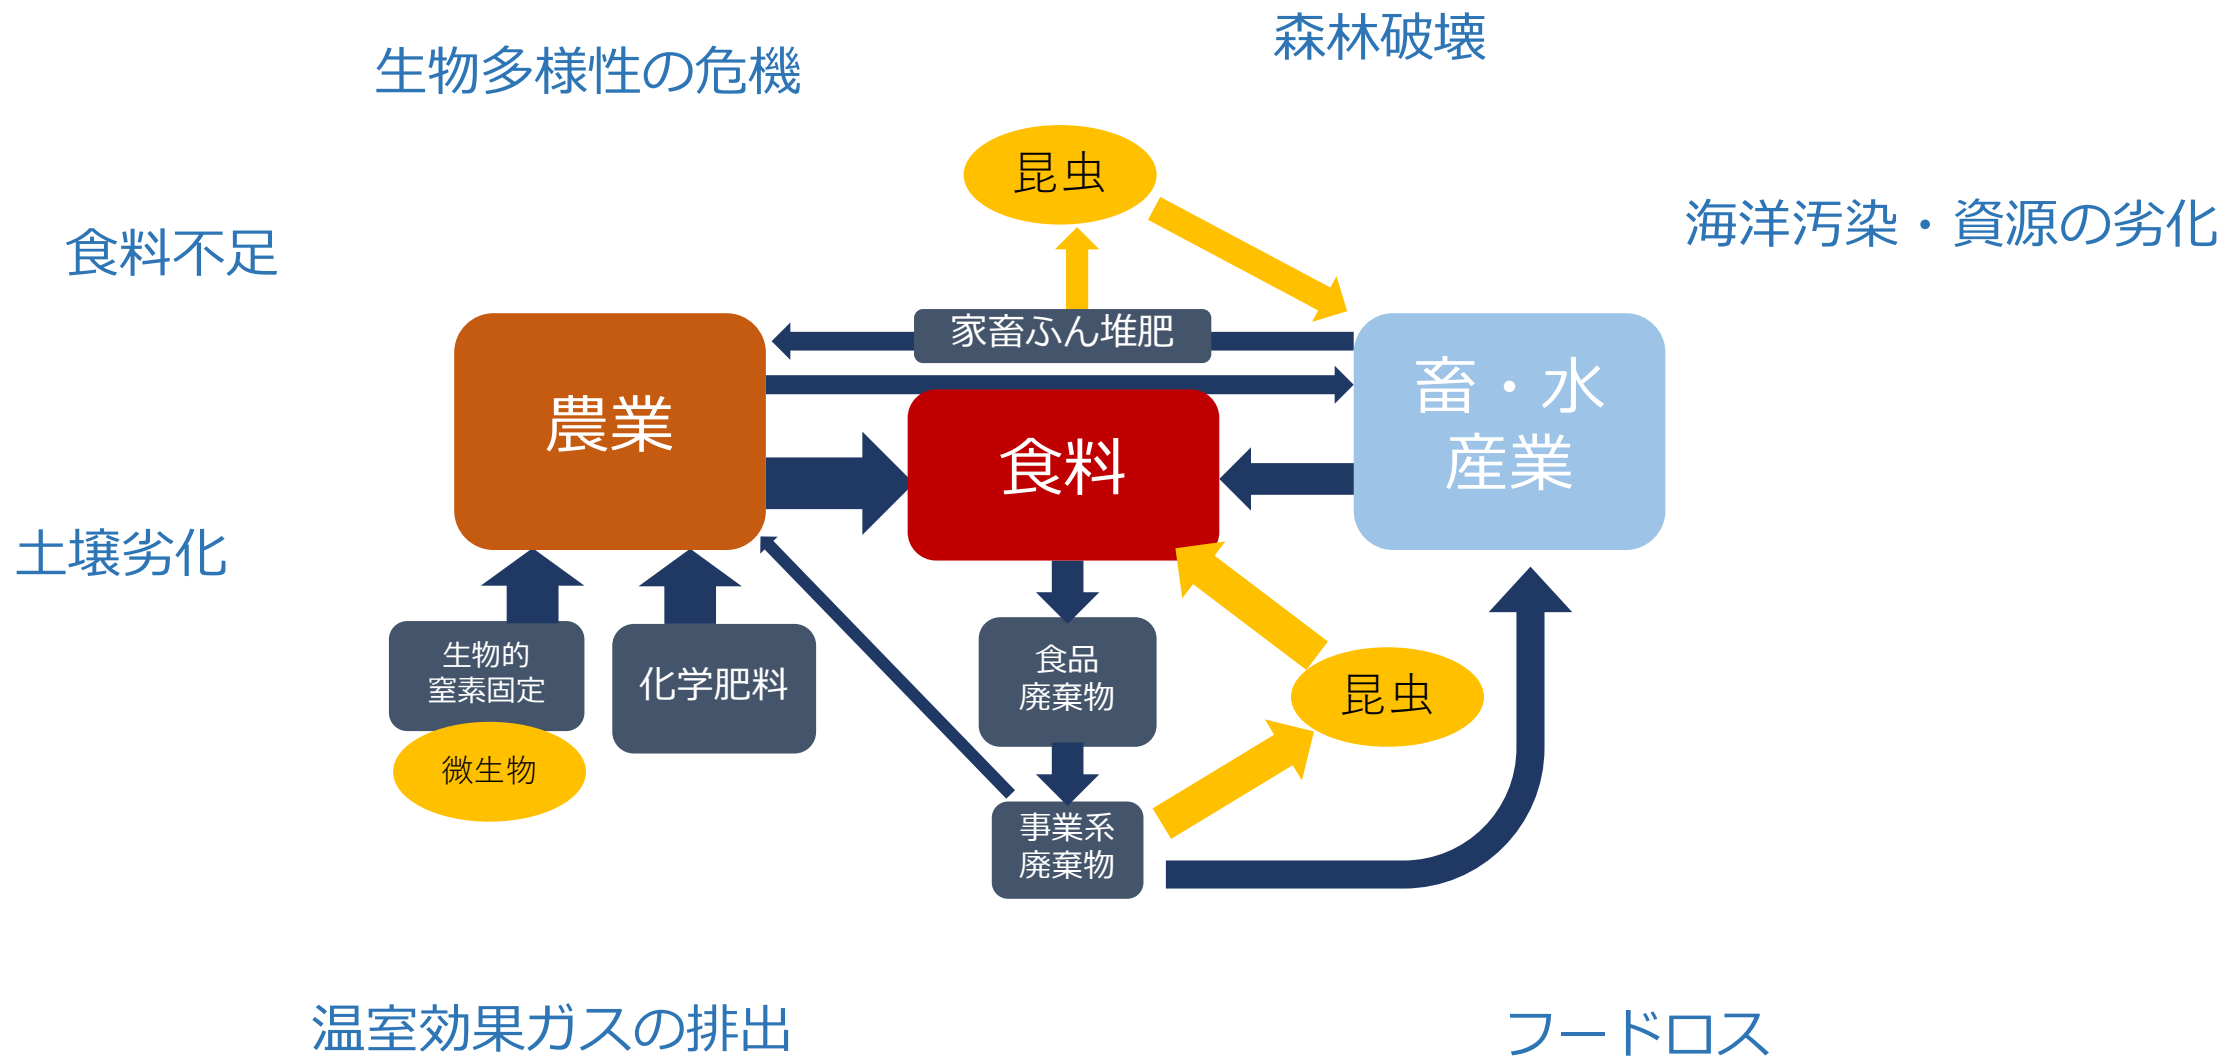 森林破壊
生物多様性の危機
昆虫
海洋汚染・資源の劣化
食料不足
家畜ふん堆肥
畜・水
産業
農業
食料
土壌劣化
生物的
窒素固定
化学肥料
食品
廃棄物
昆虫
微生物
事業系
廃棄物
温室効果ガスの排出
フードロス